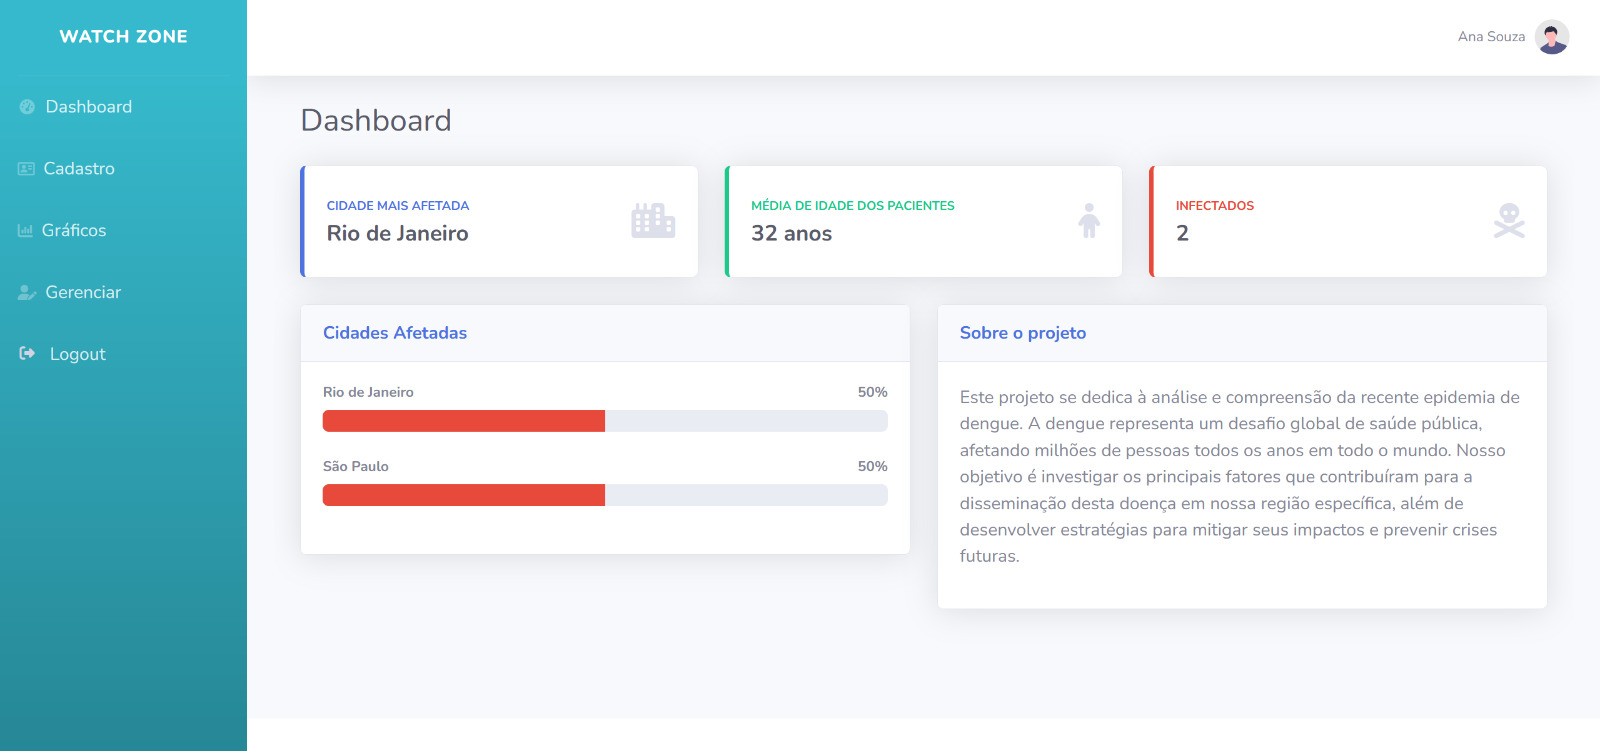 WATCH ZONE
Ana Souza
Dashboard
Cadastro
Gráficos
Gerenciar
Logout
Dashboard
CIDADE MAIS AFETADA
Rio de Janeiro
MÉDIA DE IDADE DOS PACIENTES
32 anos
INFECTADOS
2
Cidades Afetadas
Rio de Janeiro 50%
São Paulo 50%
Sobre o projeto
Este projeto se dedica à análise e compreensão da recente epidemia de
dengue. A dengue representa um desafio global de saúde pública,
afetando milhões de pessoas todos os anos em todo o mundo. Nosso
objetivo é investigar os principais fatores que contribuíram para a
disseminação desta doença em nossa região específica, além de
desenvolver estratégias para mitigar seus impactos e prevenir crises
futuras.